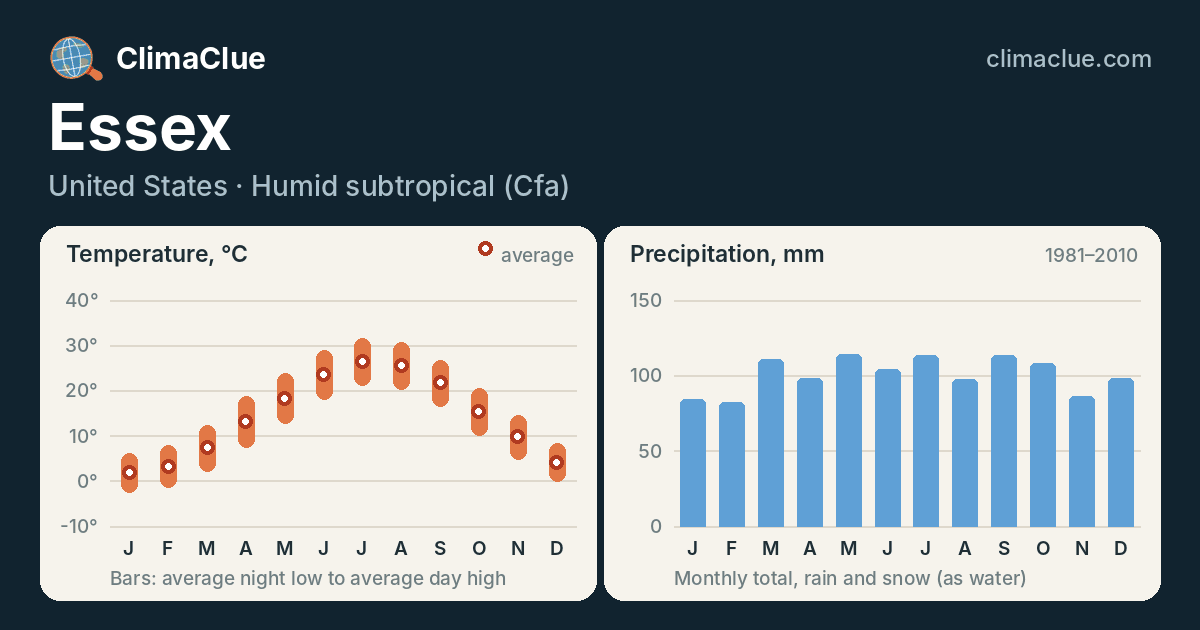 ClimaClue
climaclue.com
Essex
United States · Humid subtropical (Cfa)
Temperature, °C
average
40°
30°
20°
10°
0°
-10°
J F M A M J J A S O N D
Bars: average night low to average day high
Precipitation, mm
1981–2010
150
100
50
0
J F M A M J J A S O N D
Monthly total, rain and snow (as water)